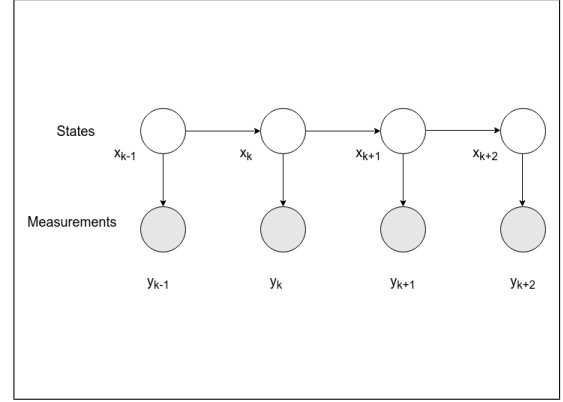 States
x_{k-1} x_k x_{k+1} x_{k+2}
Measurements
y_{k-1} y_k y_{k+1} y_{k+2}